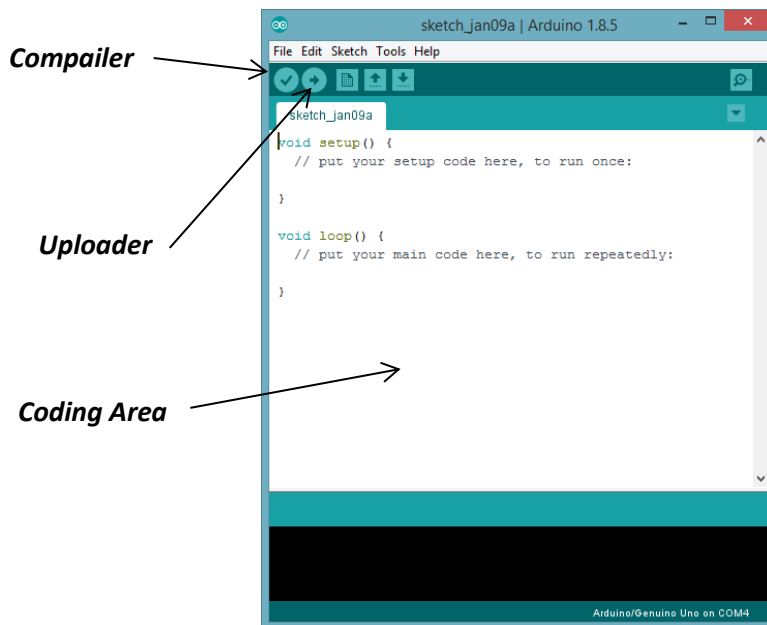 sketch_jan09a | Arduino 1.8.5
File Edit Sketch Tools Help
Compailer
sketch_jan09a
void setup() {
// put your setup code here, to run once:
}
Uploader
void loop() {
// put your main code here, to run repeatedly:
}
Coding Area
Arduino/Genuino Uno on COM4